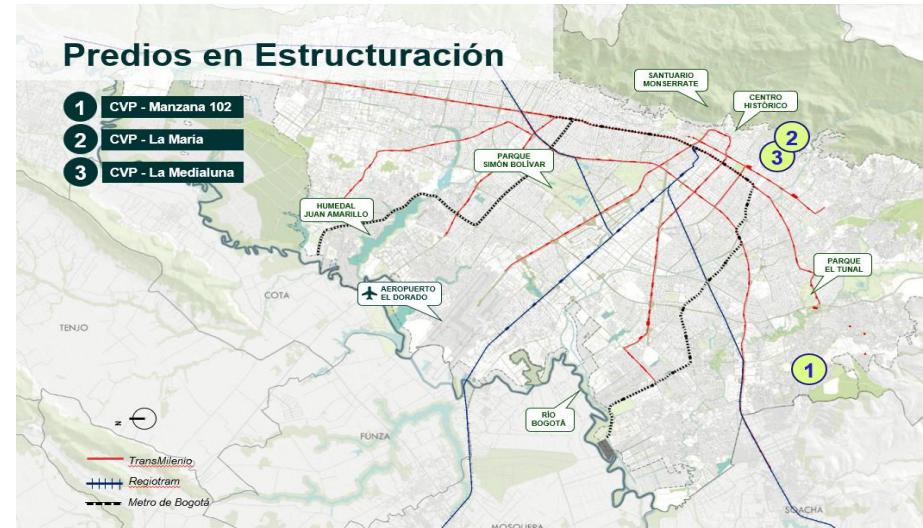 Predios en Estructuración
1 CVP - Manzana 102
2 CVP - La María
3 CVP - La Medialuna
CHÍA
SANTUARIO
MONSERRATE
CENTRO
HISTÓRICO
2
3
PARQUE
SIMÓN BOLÍVAR
HUMEDAL
JUAN AMARILLO
PARQUE
EL TUNAL
AEROPUERTO
EL DORADO
COTA
TENJO
1
RÍO
BOGOTÁ
N
FUNZA
TransMilenio
Regiotram
Metro de Bogotá
SOACHA
MOSQUERA